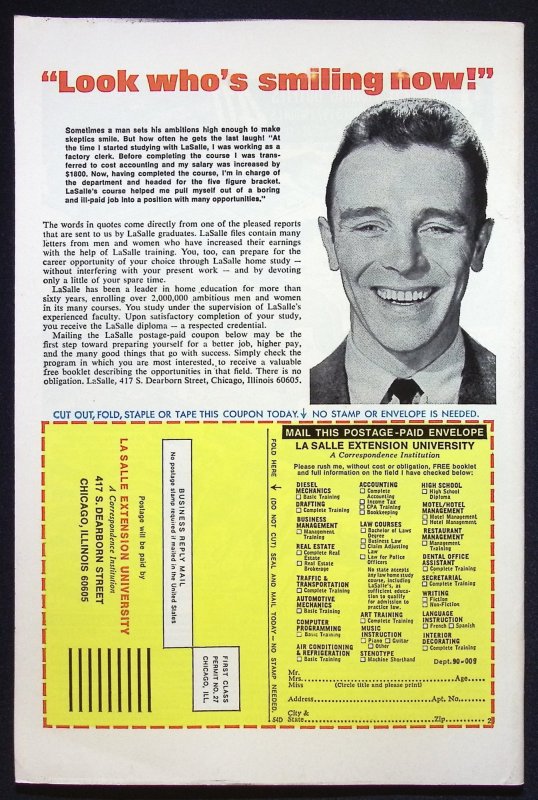 “Look who’s smiling now!”
Sometimes a man sets his ambitions high enough to make
skeptics smile. But how often he gets the last laugh! "At
the time I started studying with LaSalle, I was working as a
factory clerk. Before completing the course I was trans-
ferred to cost accounting and my salary was increased by
$1800. Now, having completed the course, I'm in charge of
the department and headed for the five figure bracket.
LaSalle's course helped me pull myself out of a boring
and ill-paid job into a position with many opportunities."
The words in quotes come directly from one of the pleased reports
that are sent to us by LaSalle graduates. LaSalle files contain many
letters from men and women who have increased their earnings
with the help of LaSalle training. You, too, can prepare for the
career opportunity of your choice through LaSalle home study —
without interfering with your present work — and by devoting
only a little of your spare time.
LaSalle has been a leader in home education for more than
sixty years, enrolling over 2,000,000 ambitious men and women
in its many courses. You study under the supervision of LaSalle's
experienced faculty. Upon satisfactory completion of your study,
you receive the LaSalle diploma — a respected credential.
Mailing the LaSalle postage-paid coupon below may be the
first step toward preparing yourself for a better job, higher pay,
and the many good things that go with success. Simply check the
program in which you are most interested, to receive a valuable
free booklet describing the opportunities in that field. There is no
obligation. LaSalle, 417 S. Dearborn Street, Chicago, Illinois 60605.
CUT OUT, FOLD, STAPLE OR TAPE THIS COUPON TODAY. ↓ NO STAMP OR ENVELOPE IS NEEDED.
FIRST CLASS
PERMIT NO. 27
CHICAGO, ILL.
BUSINESS REPLY MAIL
No postage stamp required if mailed in the United States
Postage will be paid by
LA SALLE EXTENSION UNIVERSITY
A Correspondence Institution
417 S. DEARBORN STREET
CHICAGO, ILLINOIS 60605
FOLD HERE → (DO NOT CUT) SEAL AND MAIL TODAY — NO STAMP NEEDED.
54D
MAIL THIS POSTAGE-PAID ENVELOPE
LA SALLE EXTENSION UNIVERSITY
A Correspondence Institution
Please rush me, without cost or obligation, FREE booklet
and full information on the field I have checked below:
DIESEL
MECHANICS
Basic Training
DRAFTING
Complete Training
BUSINESS
MANAGEMENT
Management
Training
REAL ESTATE
Complete Real
Estate
Real Estate
Brokerage
TRAFFIC &
TRANSPORTATION
Complete Training
AUTOMOTIVE
MECHANICS
Basic Training
COMPUTER
PROGRAMMING
Basic Training
AIR CONDITIONING
& REFRIGERATION
Basic Training
ACCOUNTING
Complete
Accounting
Income Tax
CPA Training
Bookkeeping
LAW COURSES
Bachelor of Laws
Degree
Business Law
Claim Adjusting
Law
Law for Police
Officers
No state accepts
any law home study
course, including
LaSalle's, as
sufficient educa-
tion to qualify
for admission to
practice law.
ART TRAINING
Complete Training
MUSIC
INSTRUCTION
Piano Guitar
Other
STENOTYPE
Machine Shorthand
HIGH SCHOOL
High School
Diploma
MOTEL/HOTEL
MANAGEMENT
Motel Management
Hotel Management
RESTAURANT
MANAGEMENT
Management
Training
DENTAL OFFICE
ASSISTANT
Complete Training
SECRETARIAL
Complete Training
WRITING
Fiction
Non-Fiction
LANGUAGE
INSTRUCTION
French Spanish
INTERIOR
DECORATING
Complete Training
Dept. 90-009
Mr.
Mrs. Age
Miss (Circle title and please print)
Address Apt. No.
City &
State Zip
2